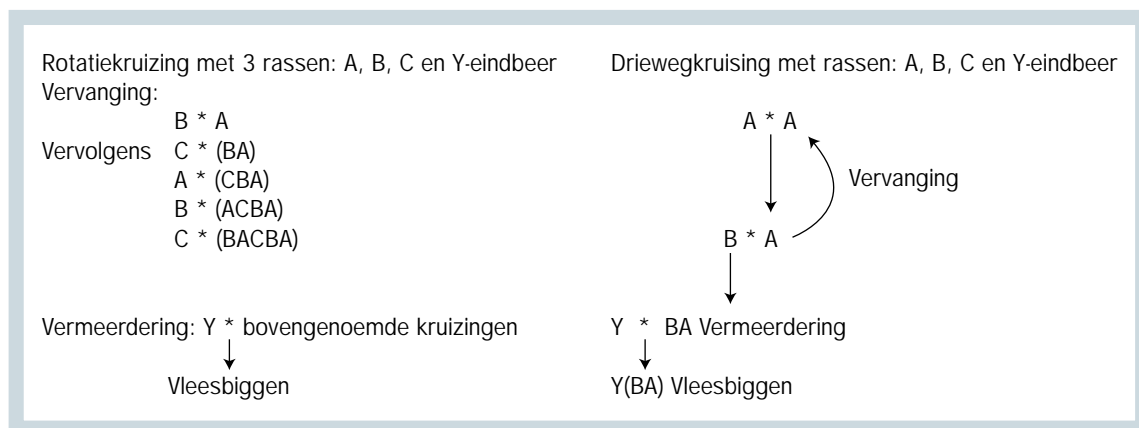 Rotatiekruizing met 3 rassen: A, B, C en Y-eindbeer
Vervanging:
B * A
Vervolgens C * (BA)
A * (CBA)
B * (ACBA)
C * (BACBA)
Vermeerdering: Y * bovengenoemde kruizingen
Vleesbiggen
Driewegkruising met rassen: A, B, C en Y-eindbeer
A * A
Vervanging
B * A
Y * BA Vermeerdering
Y(BA) Vleesbiggen